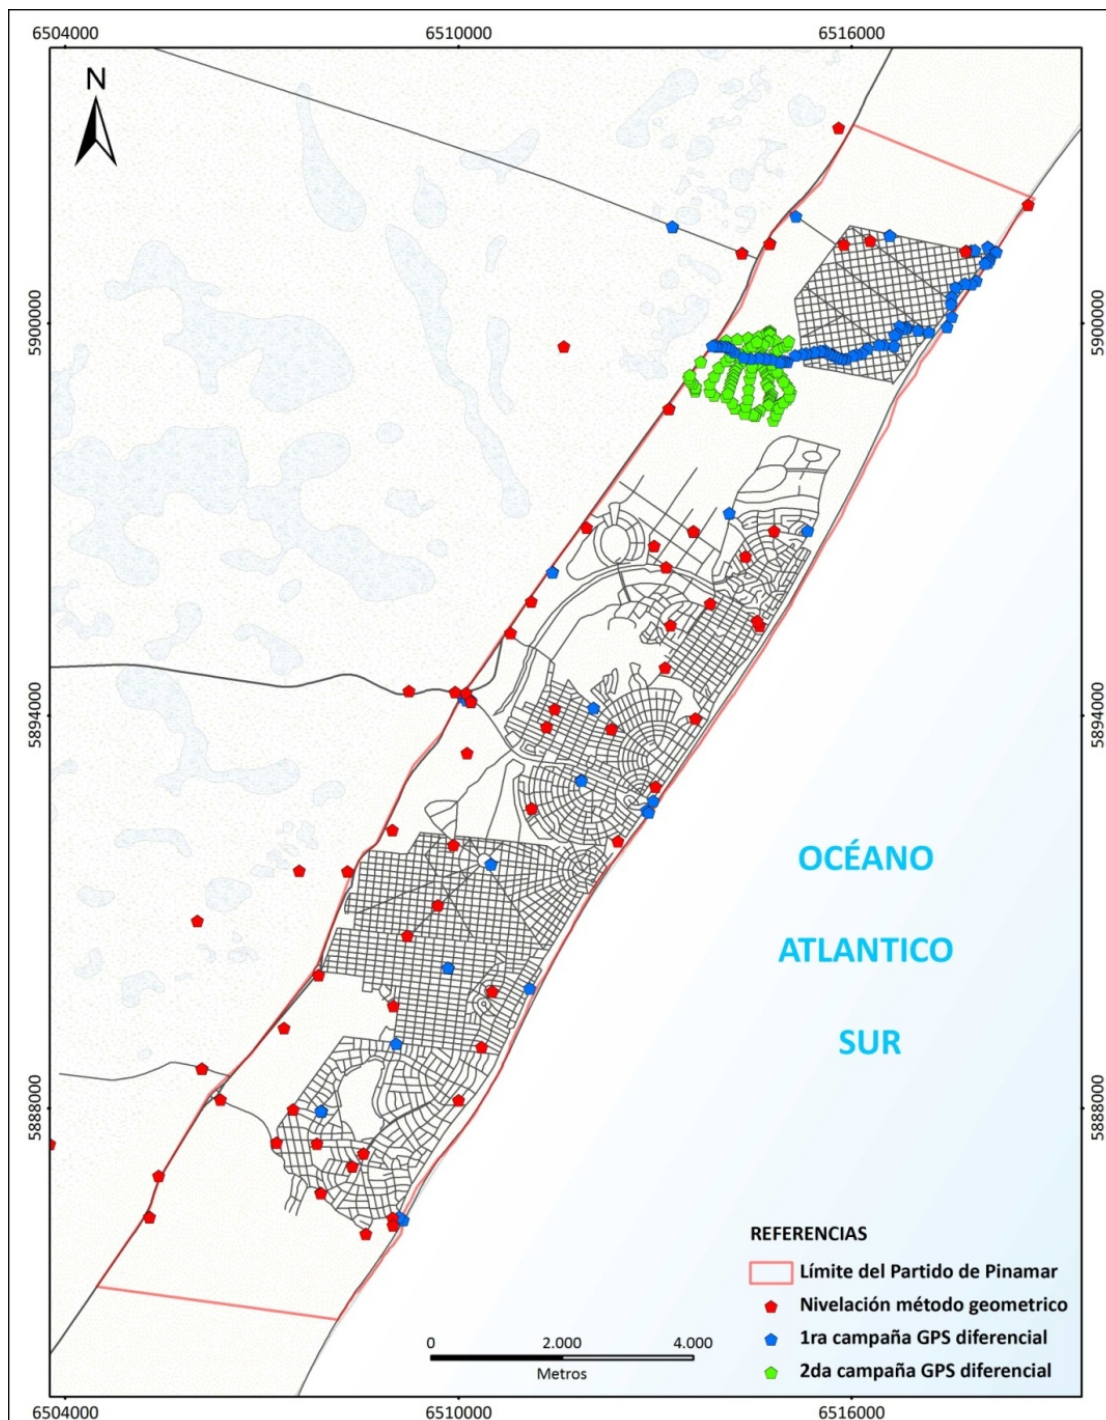 6504000
6510000
6516000
N
5900000
5900000
5894000
5894000
OCÉANO
ATLANTICO
SUR
5888000
5888000
REFERENCIAS
Límite del Partido de Pinamar
Nivelación método geometrico
1ra campaña GPS diferencial
2da campaña GPS diferencial
0
2.000
4.000
Metros
6504000
6510000
6516000